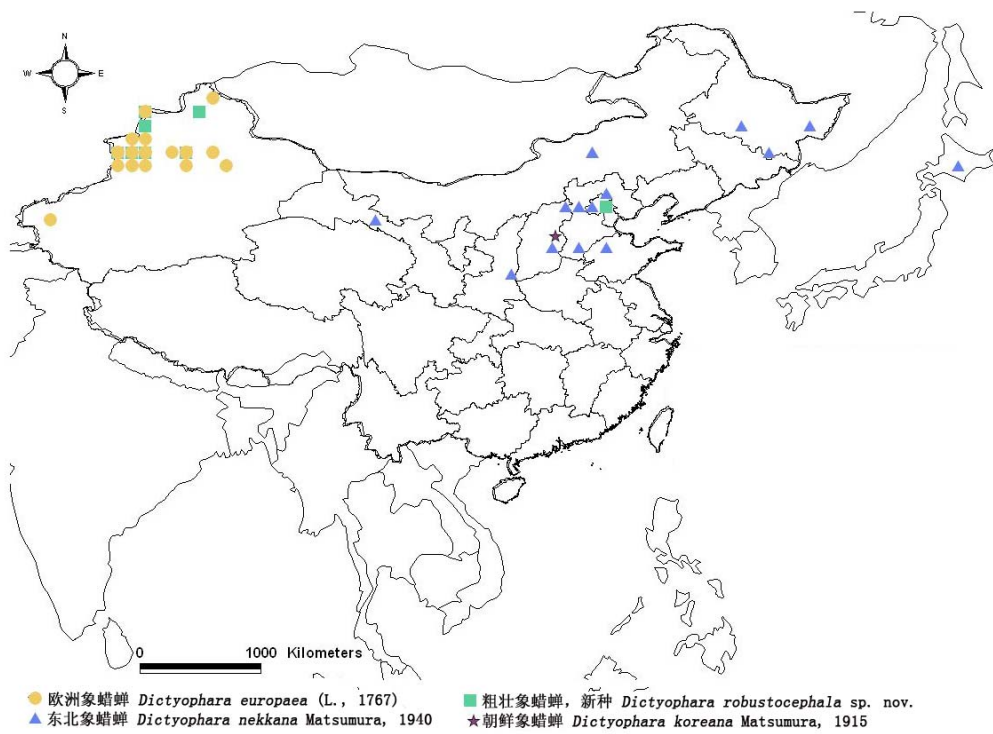 N
W E
S
0 1000 Kilometers
欧洲象蜡蝉 Dictyophara europaea (L., 1767)
粗壮象蜡蝉，新种 Dictyophara robustocephala sp. nov.
东北象蜡蝉 Dictyophara nekkana Matsumura, 1940
朝鲜象蜡蝉 Dictyophara koreana Matsumura, 1915